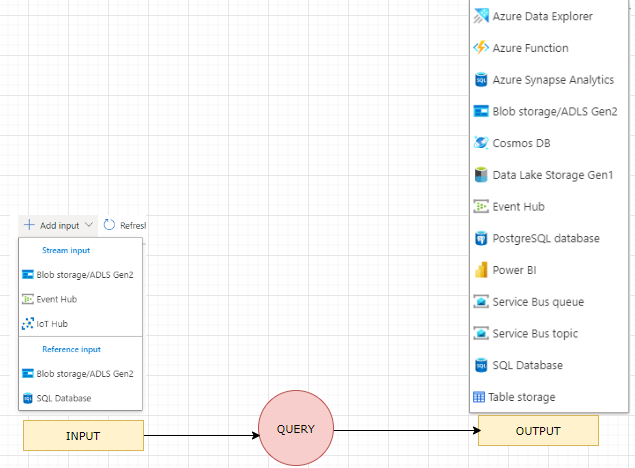 Azure Data Explorer
Azure Function
Azure Synapse Analytics
Blob storage/ADLS Gen2
Cosmos DB
Data Lake Storage Gen1
Event Hub
PostgreSQL database
Power BI
Service Bus queue
Service Bus topic
SQL Database
Table storage
Add input
Stream input
Blob storage/ADLS Gen2
Event Hub
IoT Hub
Reference input
Blob storage/ADLS Gen2
SQL Database
INPUT
QUERY
OUTPUT